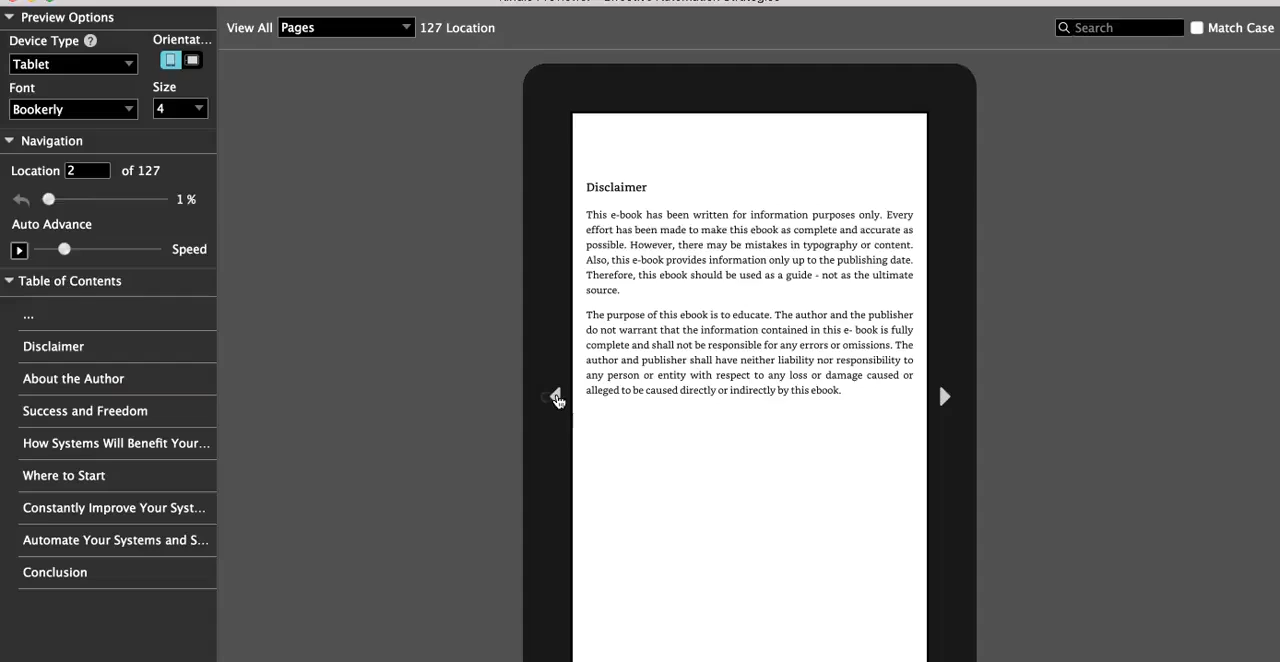 Preview Options
Device Type ?
Orientat...
Tablet
Font
Size
Bookerly
4
Navigation
Location 2 of 127
1 %
Auto Advance
Speed
Table of Contents
...
Disclaimer
About the Author
Success and Freedom
How Systems Will Benefit Your...
Where to Start
Constantly Improve Your Syst...
Automate Your Systems and S...
Conclusion
View All Pages 127 Location
Search
Match Case
Disclaimer
This e-book has been written for information purposes only. Every
effort has been made to make this ebook as complete and accurate as
possible. However, there may be mistakes in typography or content.
Also, this e-book provides information only up to the publishing date.
Therefore, this ebook should be used as a guide - not as the ultimate
source.
The purpose of this ebook is to educate. The author and the publisher
do not warrant that the information contained in this e- book is fully
complete and shall not be responsible for any errors or omissions. The
author and publisher shall have neither liability nor responsibility to
any person or entity with respect to any loss or damage caused or
alleged to be caused directly or indirectly by this ebook.